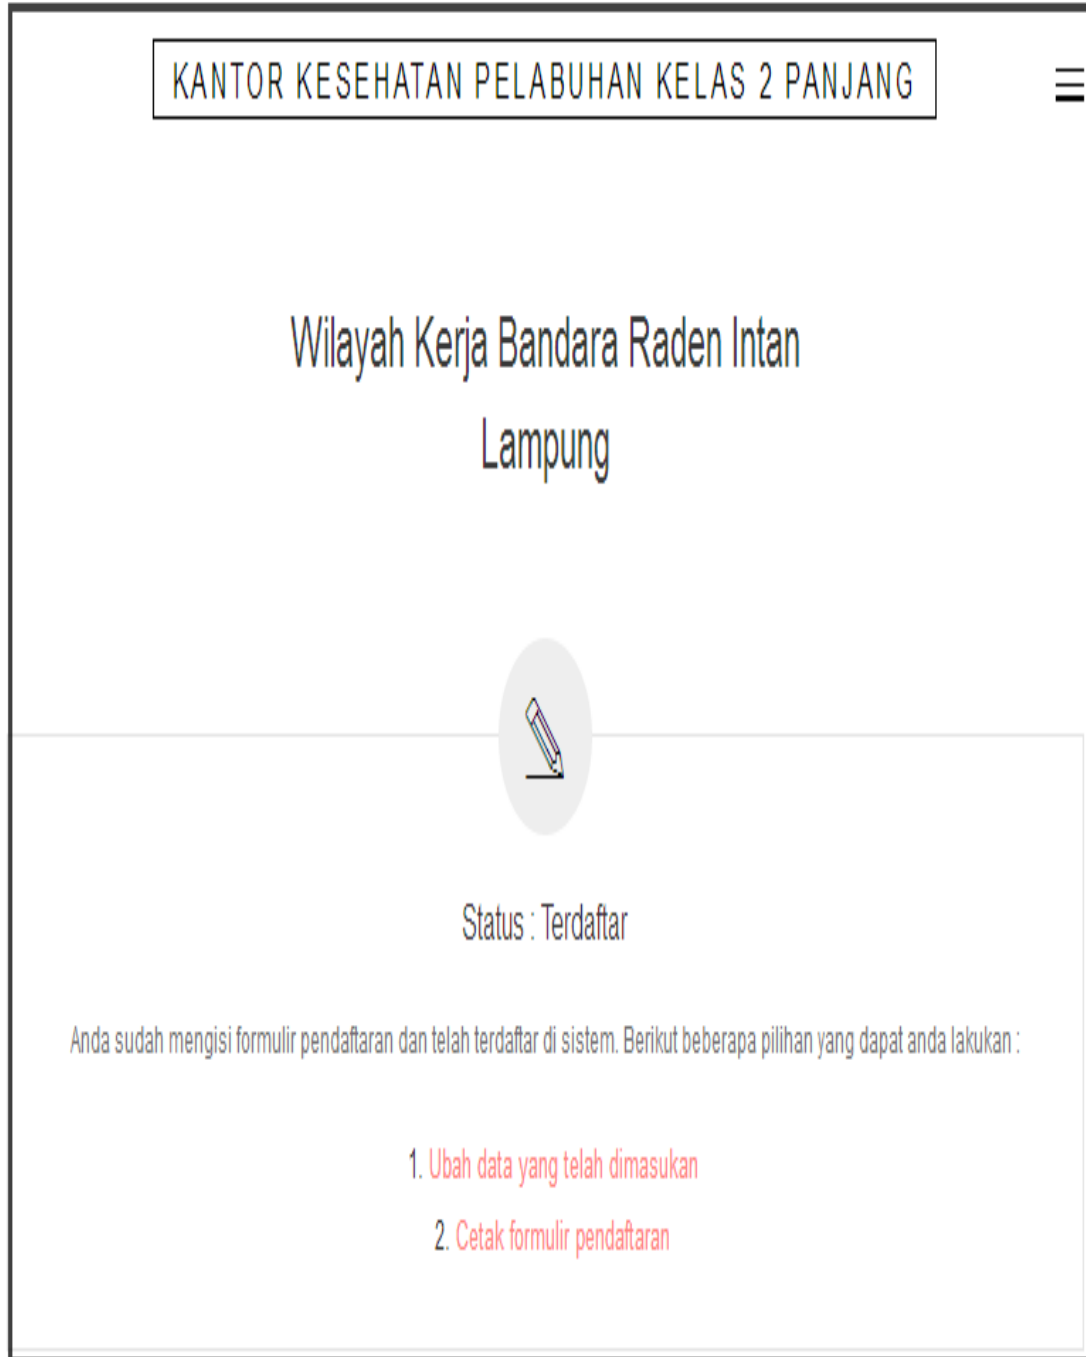 KANTOR KESEHATAN PELABUHAN KELAS 2 PANJANG
Wilayah Kerja Bandara Raden Intan
Lampung
Status : Terdaftar
Anda sudah mengisi formulir pendaftaran dan telah terdaftar di sistem. Berikut beberapa pilihan yang dapat anda lakukan :
1. Ubah data yang telah dimasukan
2. Cetak formulir pendaftaran